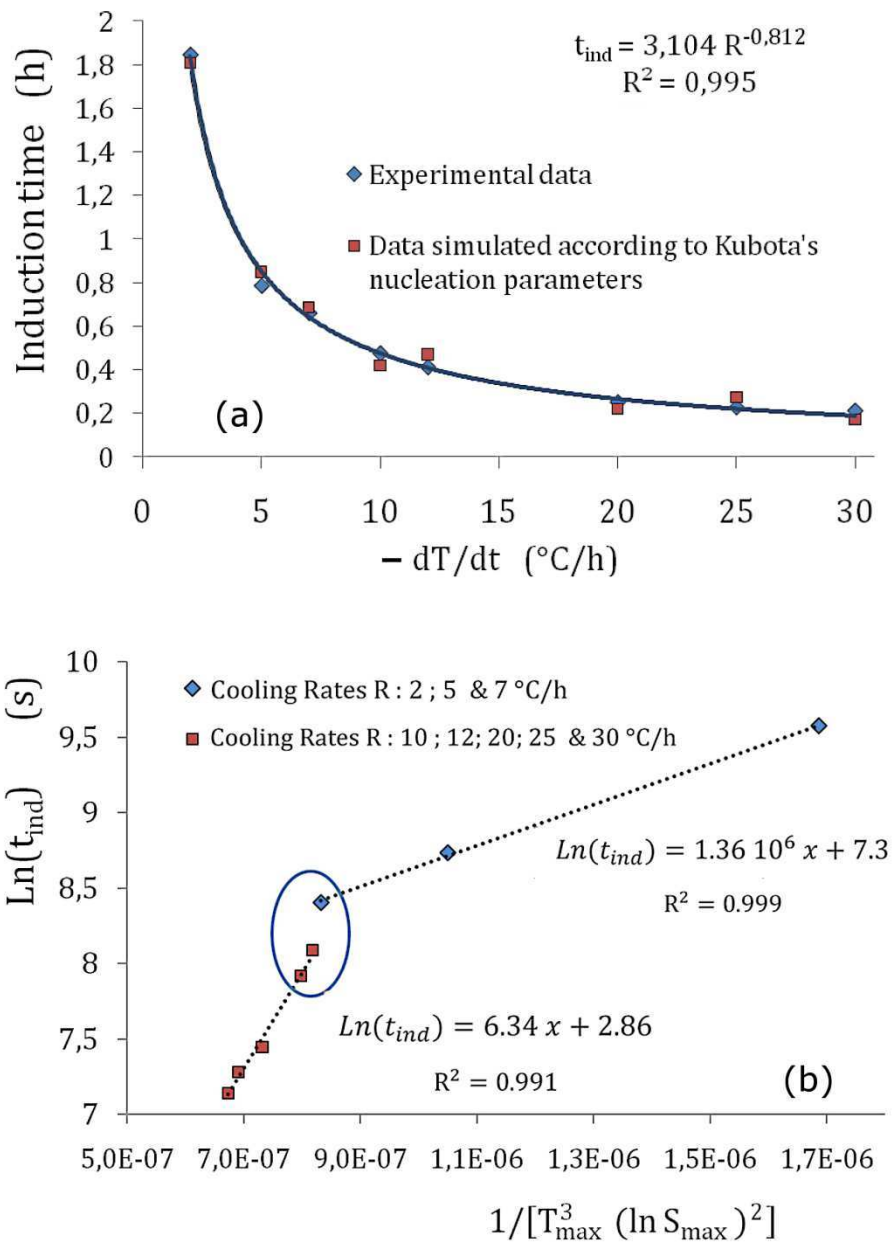 2
1,8
1,6
1,4
1,2
1
0,8
0,6
0,4
0,2
0
Induction time (h)
t_ind = 3,104 R^-0,812
R² = 0,995
Experimental data
Data simulated according to Kubota's
nucleation parameters
(a)
0 5 10 15 20 25 30
– dT/dt (°C/h)
10
9,5
9
8,5
8
7,5
7
Ln(t_ind) (s)
Cooling Rates R : 2 ; 5 & 7 °C/h
Cooling Rates R : 10 ; 12; 20; 25 & 30 °C/h
Ln(t_ind) = 1.36 10⁶ x + 7.3
R² = 0.999
Ln(t_ind) = 6.34 x + 2.86
R² = 0.991
(b)
5,0E-07 7,0E-07 9,0E-07 1,1E-06 1,3E-06 1,5E-06 1,7E-06
1/[T³_max (ln S_max)²]